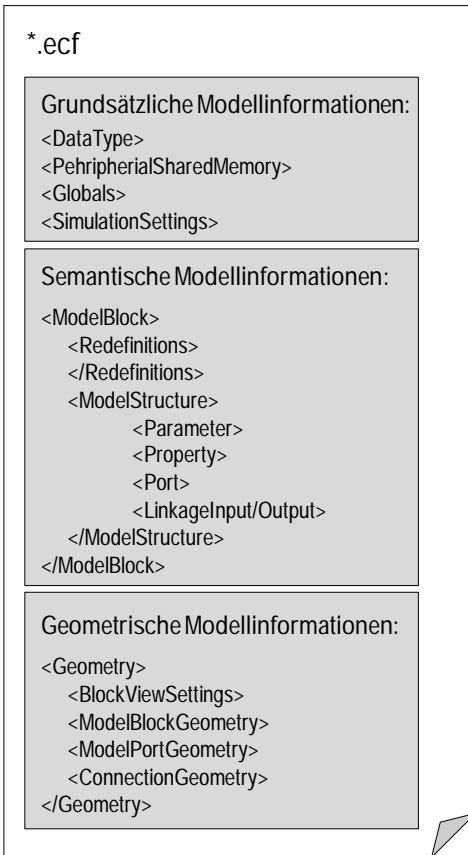 *.ecf
Grundsätzliche Modellinformationen:
<DataType>
<PehripherialSharedMemory>
<Globals>
<SimulationSettings>
Semantische Modellinformationen:
<ModelBlock>
<Redefinitions>
</Redefinitions>
<ModelStructure>
<Parameter>
<Property>
<Port>
<LinkageInput/Output>
</ModelStructure>
</ModelBlock>
Geometrische Modellinformationen:
<Geometry>
<BlockViewSettings>
<ModelBlockGeometry>
<ModelPortGeometry>
<ConnectionGeometry>
</Geometry>